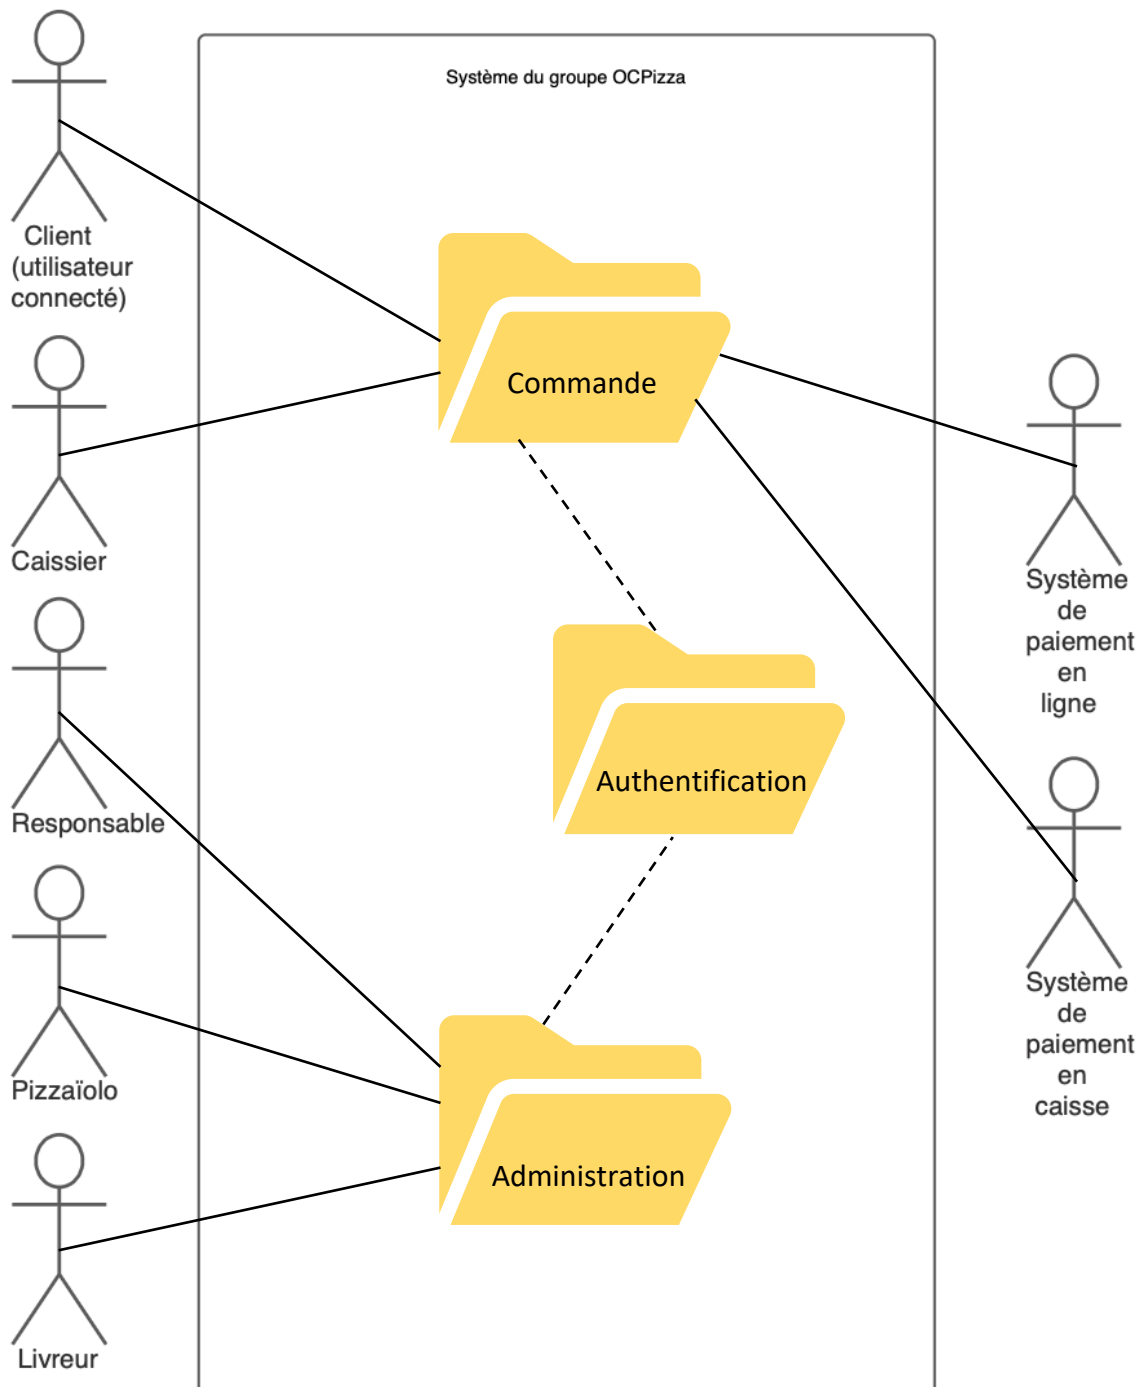 Système du groupe OCPizza
Client
(utilisateur
connecté)
Commande
Caissier
Système
de
paiement
en
ligne
Responsable
Authentification
Système
de
paiement
en
caisse
Pizzaïolo
Administration
Livreur